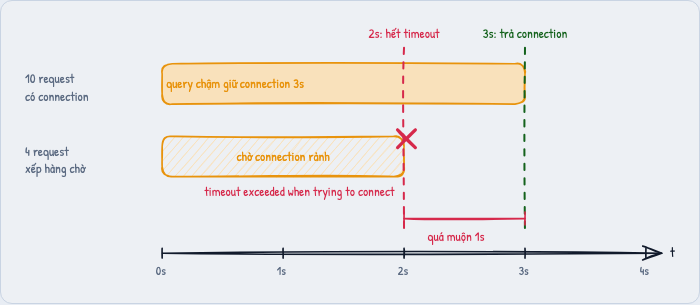 2s: hết timeout
3s: trả connection
10 request
có connection
query chậm giữ connection 3s
4 request
xếp hàng chờ
chờ connection rảnh
timeout exceeded when trying to connect
quá muộn 1s
t
0s
1s
2s
3s
4s